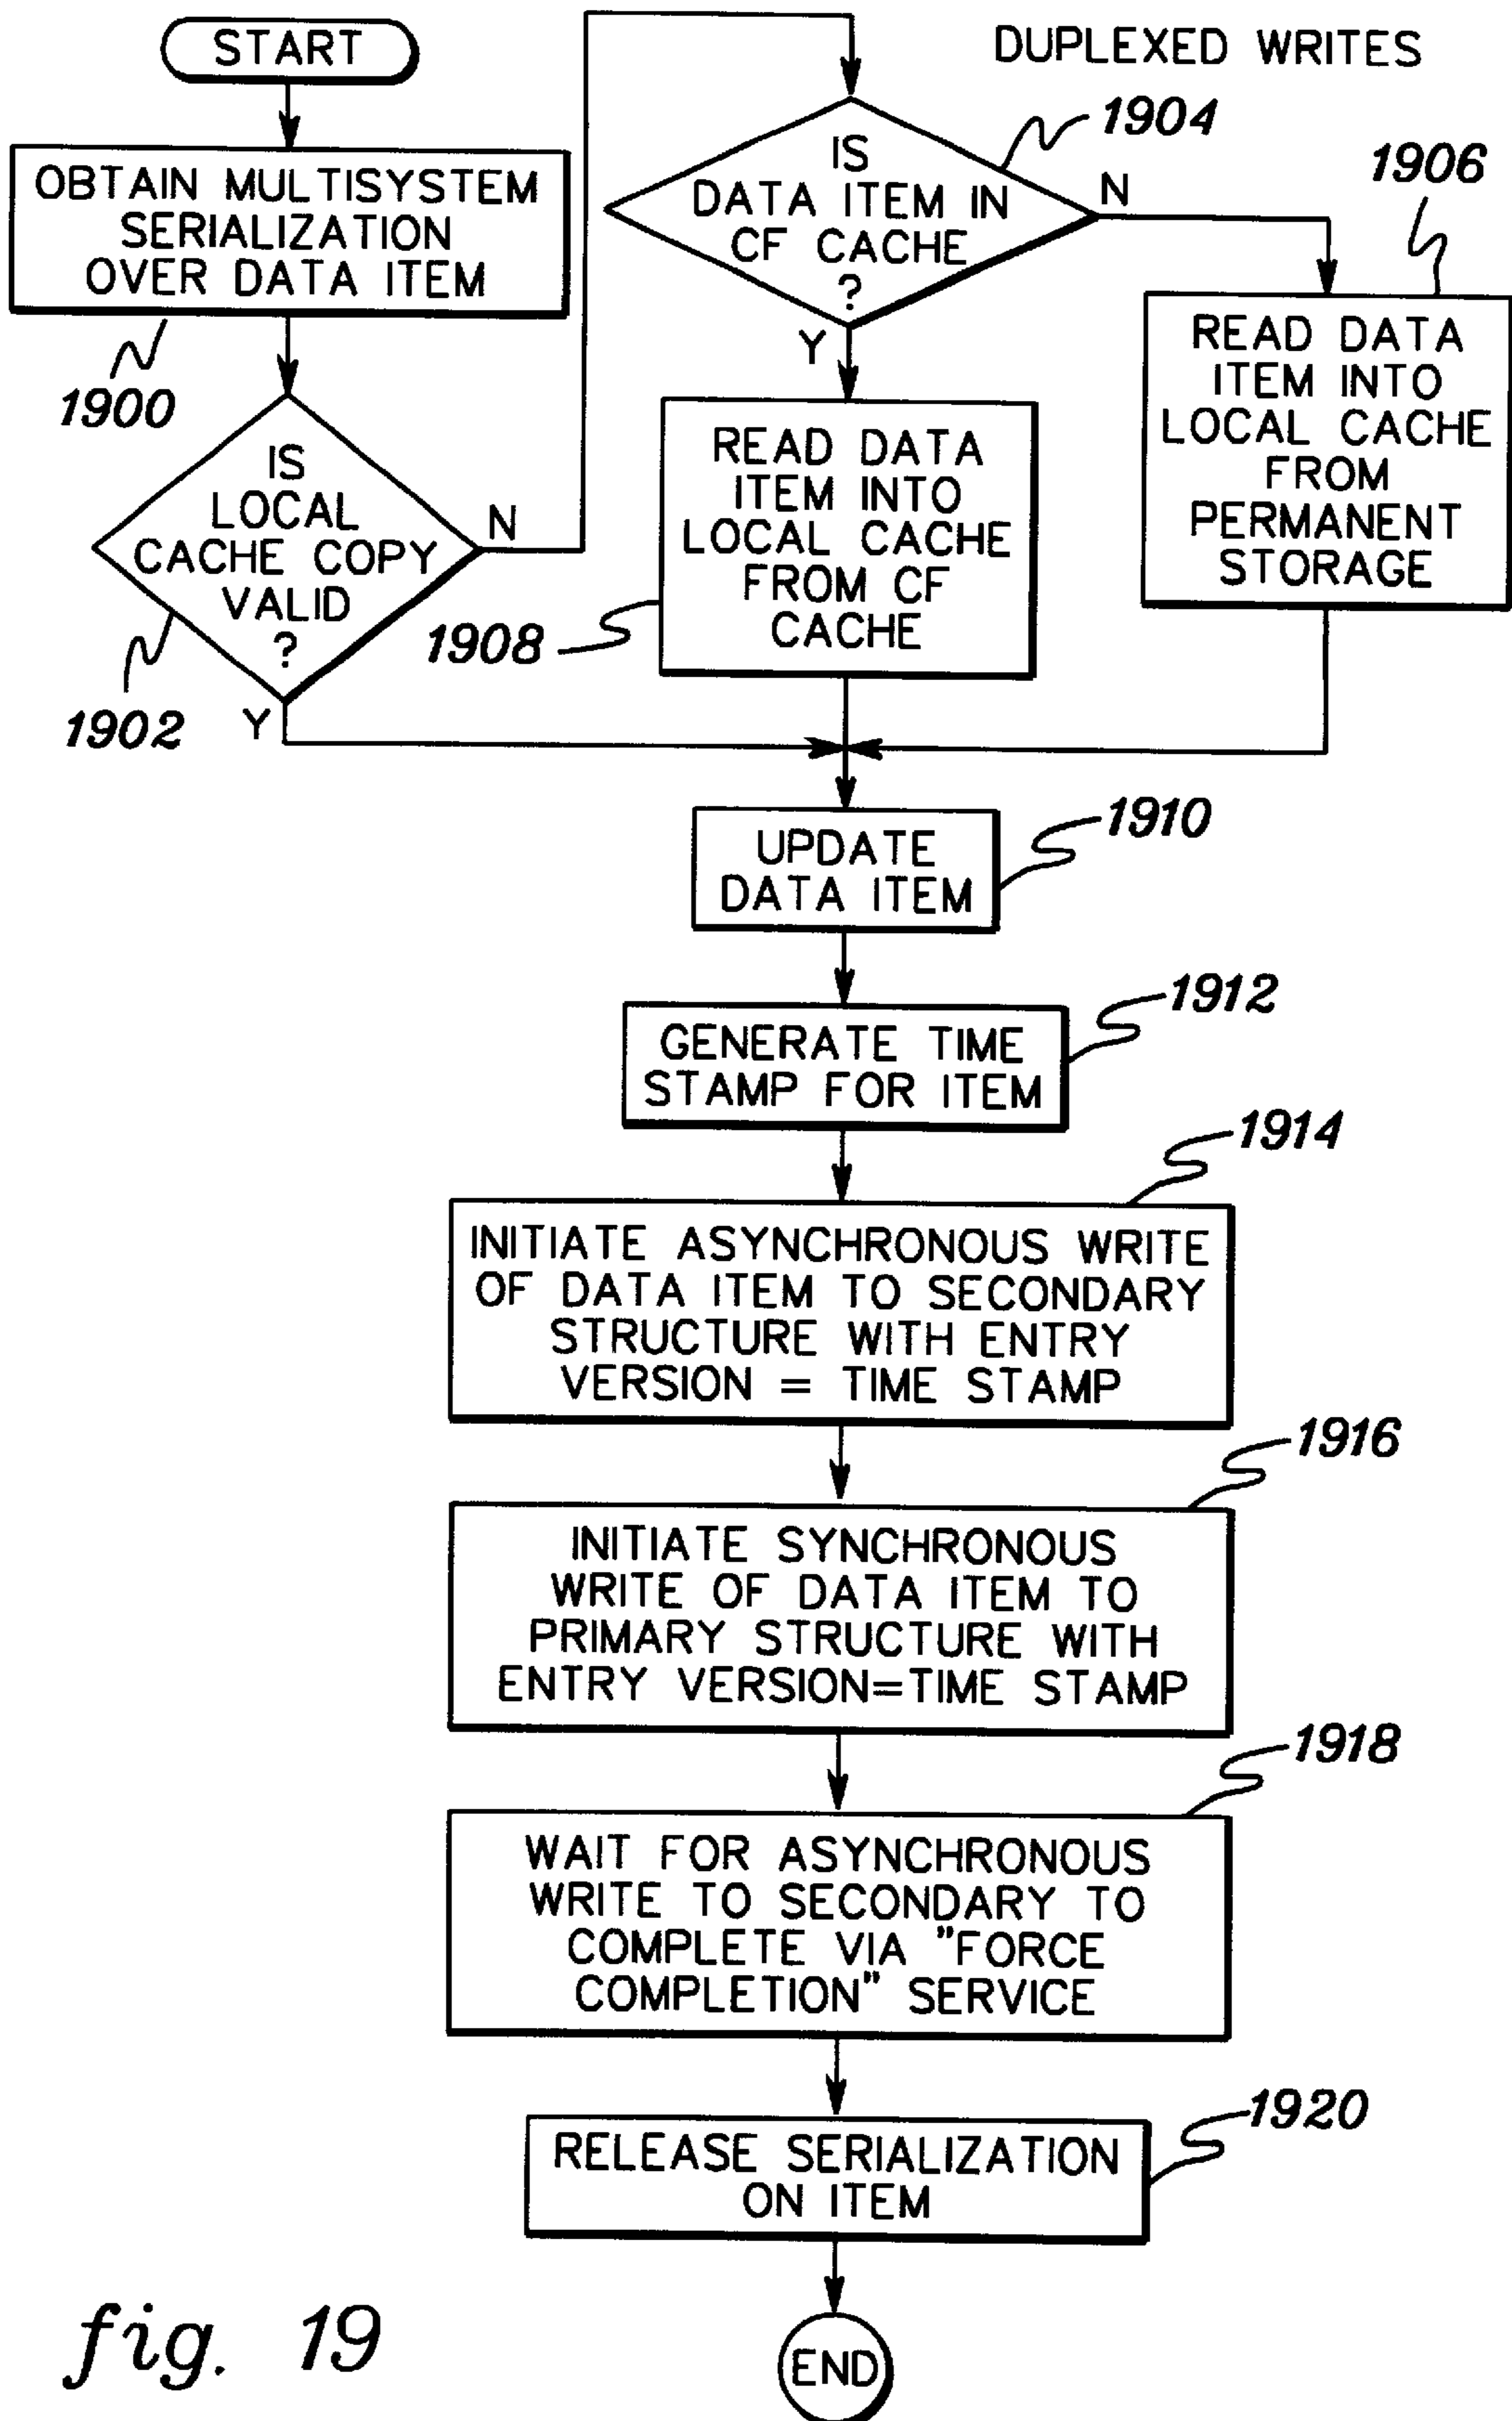 START
DUPLEXED WRITES
OBTAIN MULTISYSTEM
SERIALIZATION
OVER DATA ITEM
1900
IS
LOCAL
CACHE COPY
VALID
?
N
Y
1902
IS
DATA ITEM IN
CF CACHE
?
1904
N
Y
1906
READ DATA
ITEM INTO
LOCAL CACHE
FROM
PERMANENT
STORAGE
READ DATA
ITEM INTO
LOCAL CACHE
FROM CF
CACHE
1908
UPDATE
DATA ITEM
1910
GENERATE TIME
STAMP FOR ITEM
1912
INITIATE ASYNCHRONOUS WRITE
OF DATA ITEM TO SECONDARY
STRUCTURE WITH ENTRY
VERSION = TIME STAMP
1914
INITIATE SYNCHRONOUS
WRITE OF DATA ITEM TO
PRIMARY STRUCTURE WITH
ENTRY VERSION=TIME STAMP
1916
WAIT FOR ASYNCHRONOUS
WRITE TO SECONDARY TO
COMPLETE VIA "FORCE
COMPLETION" SERVICE
1918
RELEASE SERIALIZATION
ON ITEM
1920
END
fig. 19